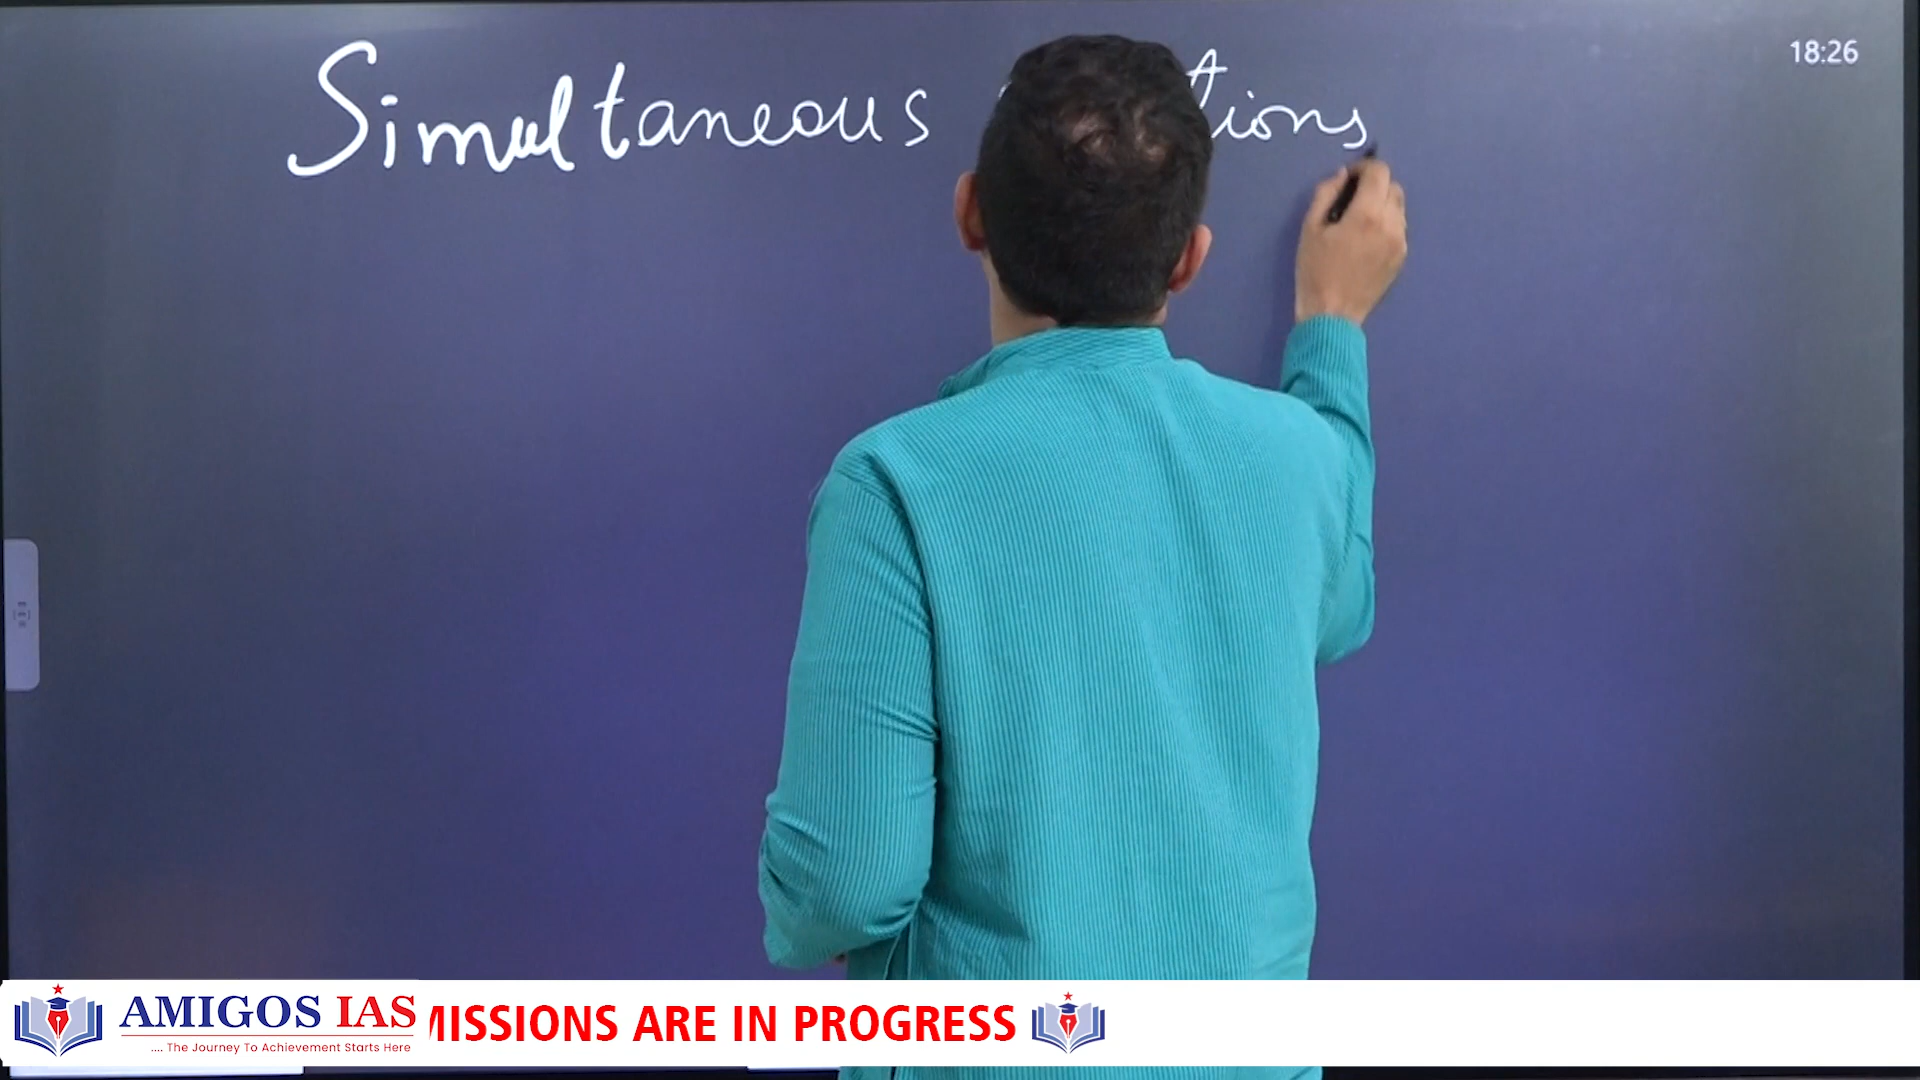 Simultaneous tions
18:26
AMIGOS IAS
.... The Journey To Achievement Starts Here
MISSIONS ARE IN PROGRESS